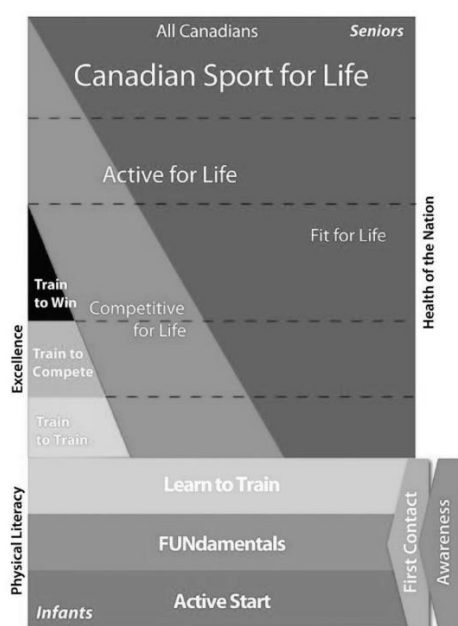 All Canadians
Seniors
Canadian Sport for Life
Active for Life
Fit for Life
Health of the Nation
Train
to Win
Competitive
for Life
Excellence
Train to
Compete
Train
to Train
Physical Literacy
Learn to Train
FUNdamentals
Active Start
Infants
First Contact
Awareness